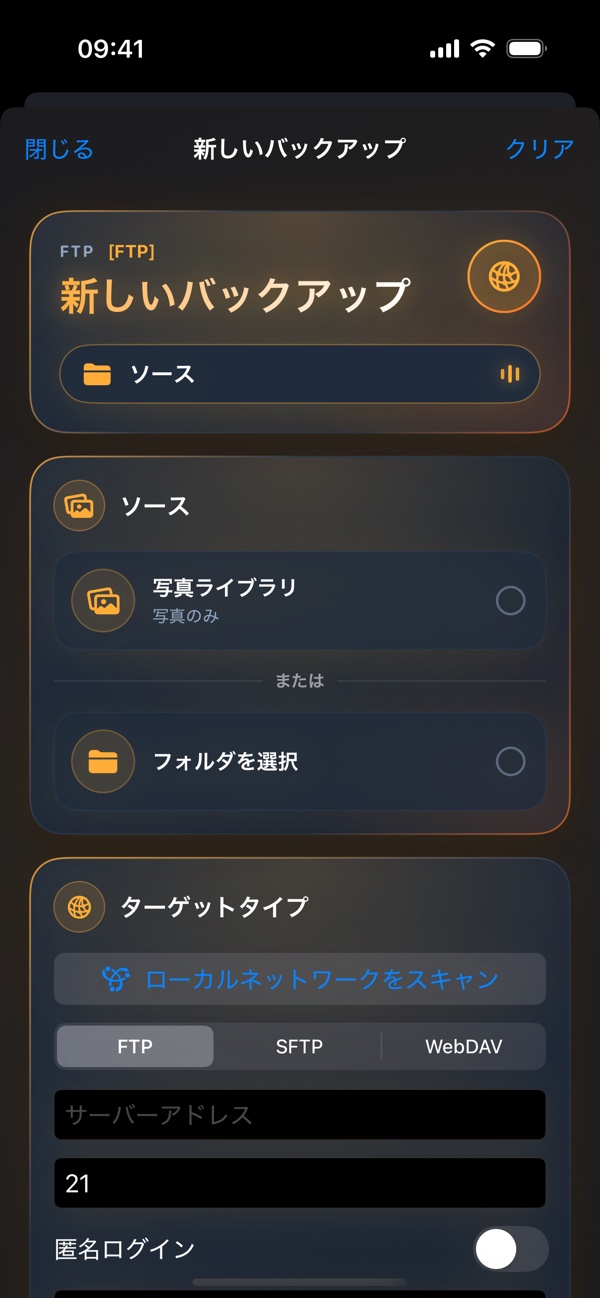 09:41
閉じる 新しいバックアップ クリア
FTP [FTP]
新しいバックアップ
ソース
ソース
写真ライブラリ
写真のみ
または
フォルダを選択
ターゲットタイプ
ローカルネットワークをスキャン
FTP SFTP WebDAV
サーバーアドレス
21
匿名ログイン